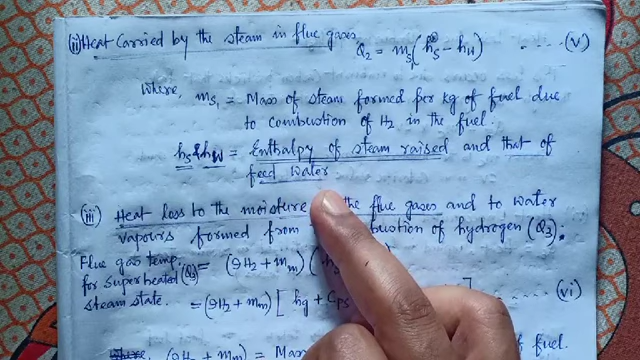 (ii) Heat Carried by the steam in flue gases
Q₂ = mₛ₁(hₛ - hᵥᵥ) ..... (v)
Where, mₛ₁ = Mass of steam formed per kg of fuel due
to combustion of H₂ in the fuel.
hₛ & hw = Enthalpy of steam raised and that of
feed water
(iii) Heat loss to the moisture the flue gases and to water
vapours formed from combustion of hydrogen (Q₃):
Flue gas temp. = (9H₂ + mₘ)(
for superheated (Q₃)
steam state. = (9H₂ + mₘ) [ hg + Cps ] ..... (vi)
(9H₂ + mₘ) = Mass of fuel.